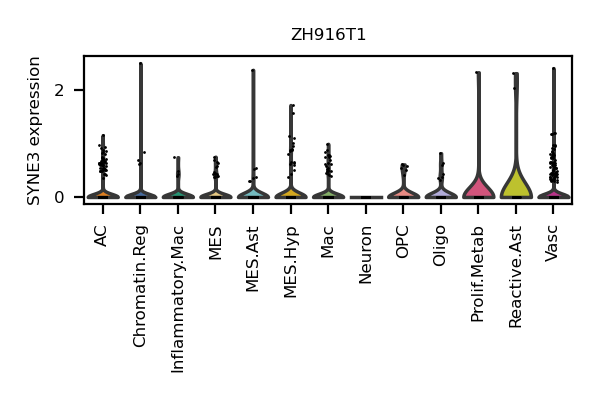 ZH916T1
SYNE3 expression
2
0
AC
Chromatin.Reg
Inflammatory.Mac
MES
MES.Ast
MES.Hyp
Mac
Neuron
OPC
Oligo
Prolif.Metab
Reactive.Ast
Vasc